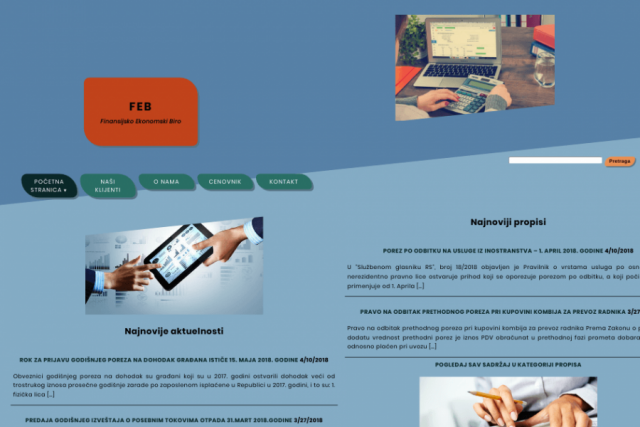 FEB
Finansijsko Ekonomski Biro
Pretraga
POČETNA
STRANICA
NAŠI
KLIJENTI
O NAMA
CENOVNIK
KONTAKT
Najnovije aktuelnosti
ROK ZA PRIJAVU GODIŠNJEG POREZA NA DOHODAK GRAĐANA ISTIČE 15. MAJA 2018. GODINE 4/10/2018
Obveznici godišnjeg poreza na dohodak su građani koji su u 2017. godini ostvarili dohodak veći od
trostrukog iznosa prosečne godišnje zarade po zaposlenom isplaćene u Republici u 2017. godini, i to su: 1.
fizička lica [...]
PREDAJA GODIŠNJEG IZVEŠTAJA O POSEBNIM TOKOVIMA OTPADA 31.MART 2018.GODINE 3/27/2018
Najnoviji propisi
POREZ PO ODBITKU NA USLUGE IZ INOSTRANSTVA – 1. APRIL 2018. GODINE 4/10/2018
U "Službenom glasniku RS", broj 18/2018 objavljen je Pravilnik o vrstama usluga po
nerezidentno pravno lice ostvaruje prihod koji se oporezuje porezom po odbitku, a koji
primenjuje od 1. Aprila [...]
PRAVO NA ODBITAK PRETHODNOG POREZA PRI KUPOVINI KOMBIJA ZA PREVOZ RADNIKA
Pravo na odbitak prethodnog poreza pri kupovini kombija za prevoz radnika Prema Zakonu o
dodatu vrednost prethodni porez je iznos PDV obračunat u prethodnoj fazi prometa
odnosno plaćen pri uvozu [...]
POGLEDAJ SAV SADRŽAJ U KATEGORIJI PROPISA